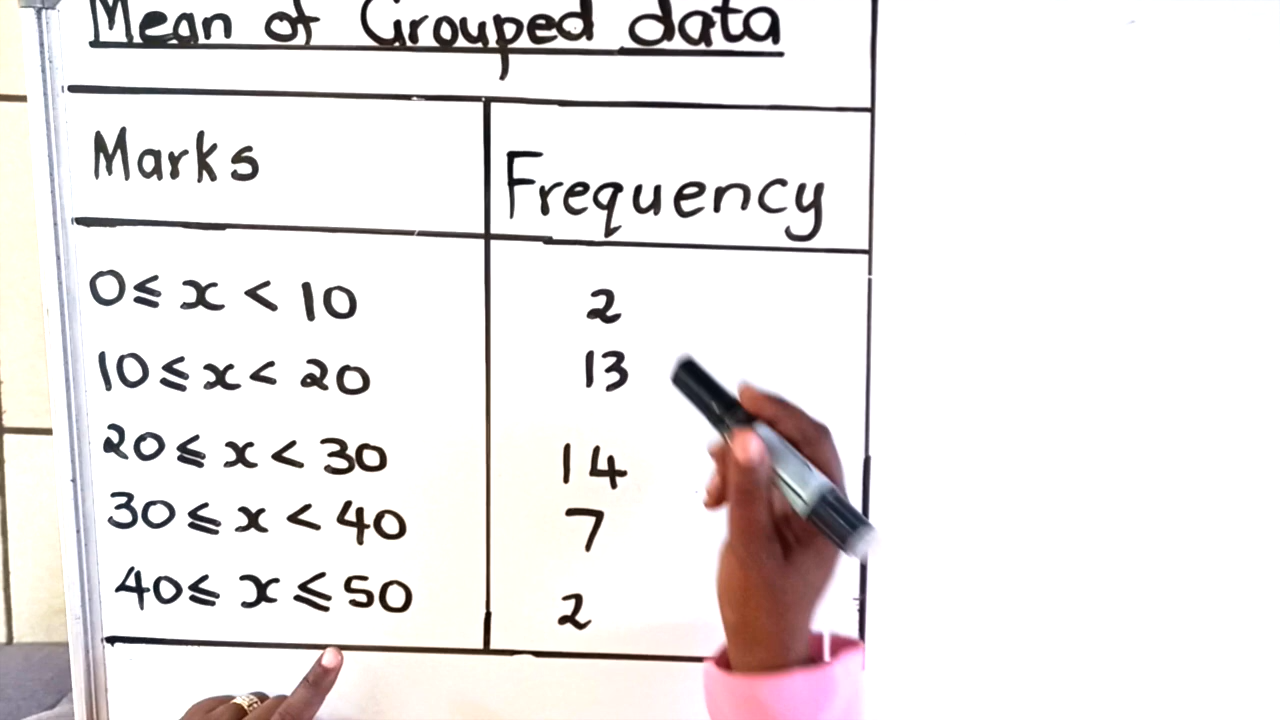 Mean of Grouped data
Marks Frequency
0 ≤ x < 10 2
10 ≤ x < 20 13
20 ≤ x < 30 14
30 ≤ x < 40 7
40 ≤ x ≤ 50 2